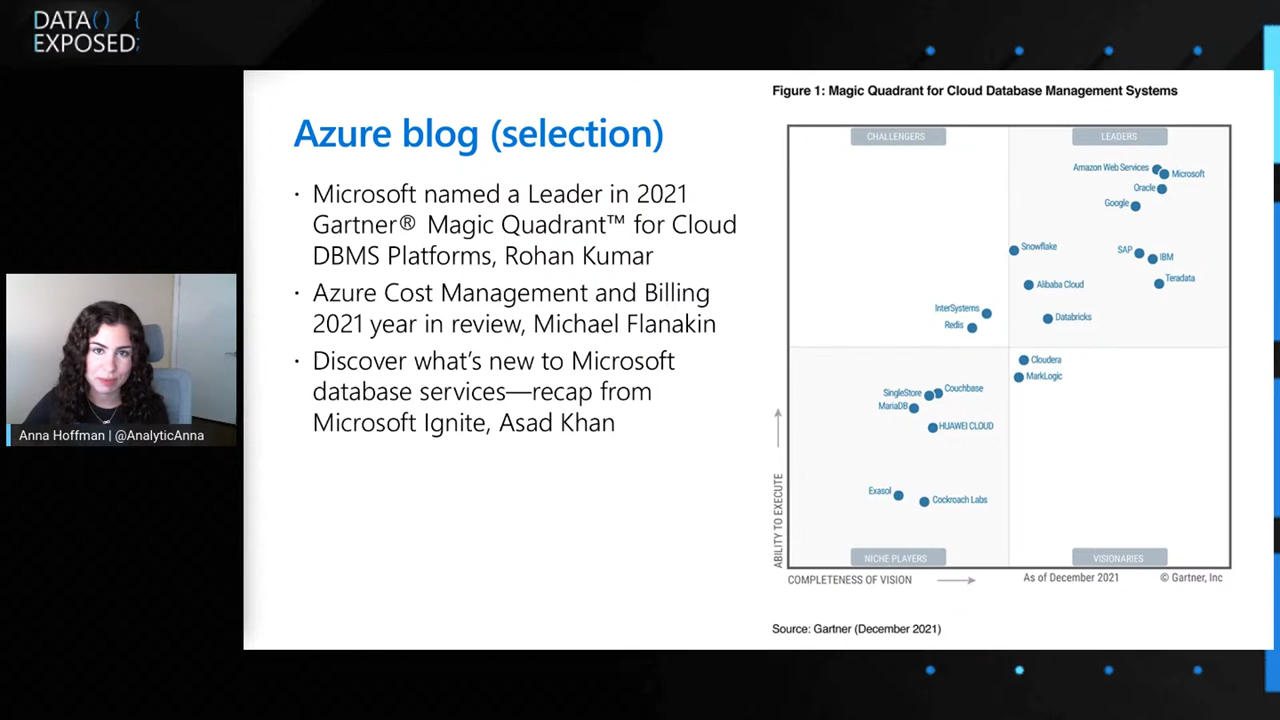 DATA() {
EXPOSED;
Anna Hoffman | @AnalyticAnna
Azure blog (selection)
· Microsoft named a Leader in 2021
Gartner® Magic Quadrant™ for Cloud
DBMS Platforms, Rohan Kumar
· Azure Cost Management and Billing
2021 year in review, Michael Flanakin
· Discover what's new to Microsoft
database services—recap from
Microsoft Ignite, Asad Khan
Figure 1: Magic Quadrant for Cloud Database Management Systems
CHALLENGERS
LEADERS
Amazon Web Services
Microsoft
Oracle
Google
Snowflake
SAP
IBM
Teradata
Alibaba Cloud
InterSystems
Databricks
Redis
Cloudera
MarkLogic
SingleStore
Couchbase
MariaDB
HUAWEI CLOUD
Exasol
Cockroach Labs
NICHE PLAYERS
VISIONARIES
ABILITY TO EXECUTE
COMPLETENESS OF VISION
As of December 2021
© Gartner, Inc
Source: Gartner (December 2021)